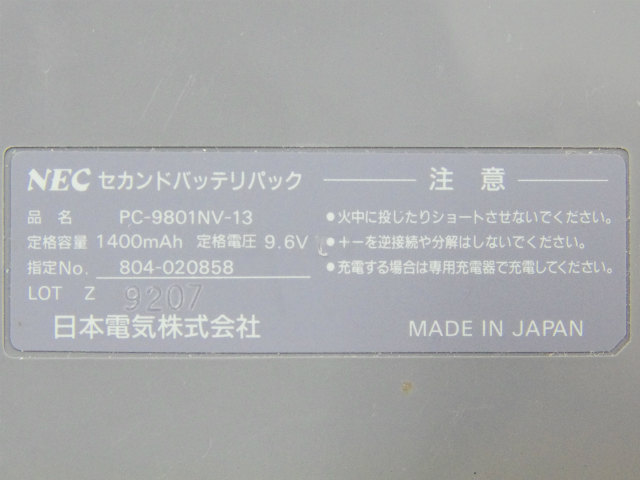 NEC セカンドバッテリパック
品名 PC-9801NV-13
定格容量 1400mAh 定格電圧 9.6V
指定No. 804-020858
LOT Z 9207
日本電気株式会社
注意
●火中に投じたりショートさせないでください。
●+−を逆接続や分解はしないでください。
●充電する場合は専用充電器で充電してください。
MADE IN JAPAN